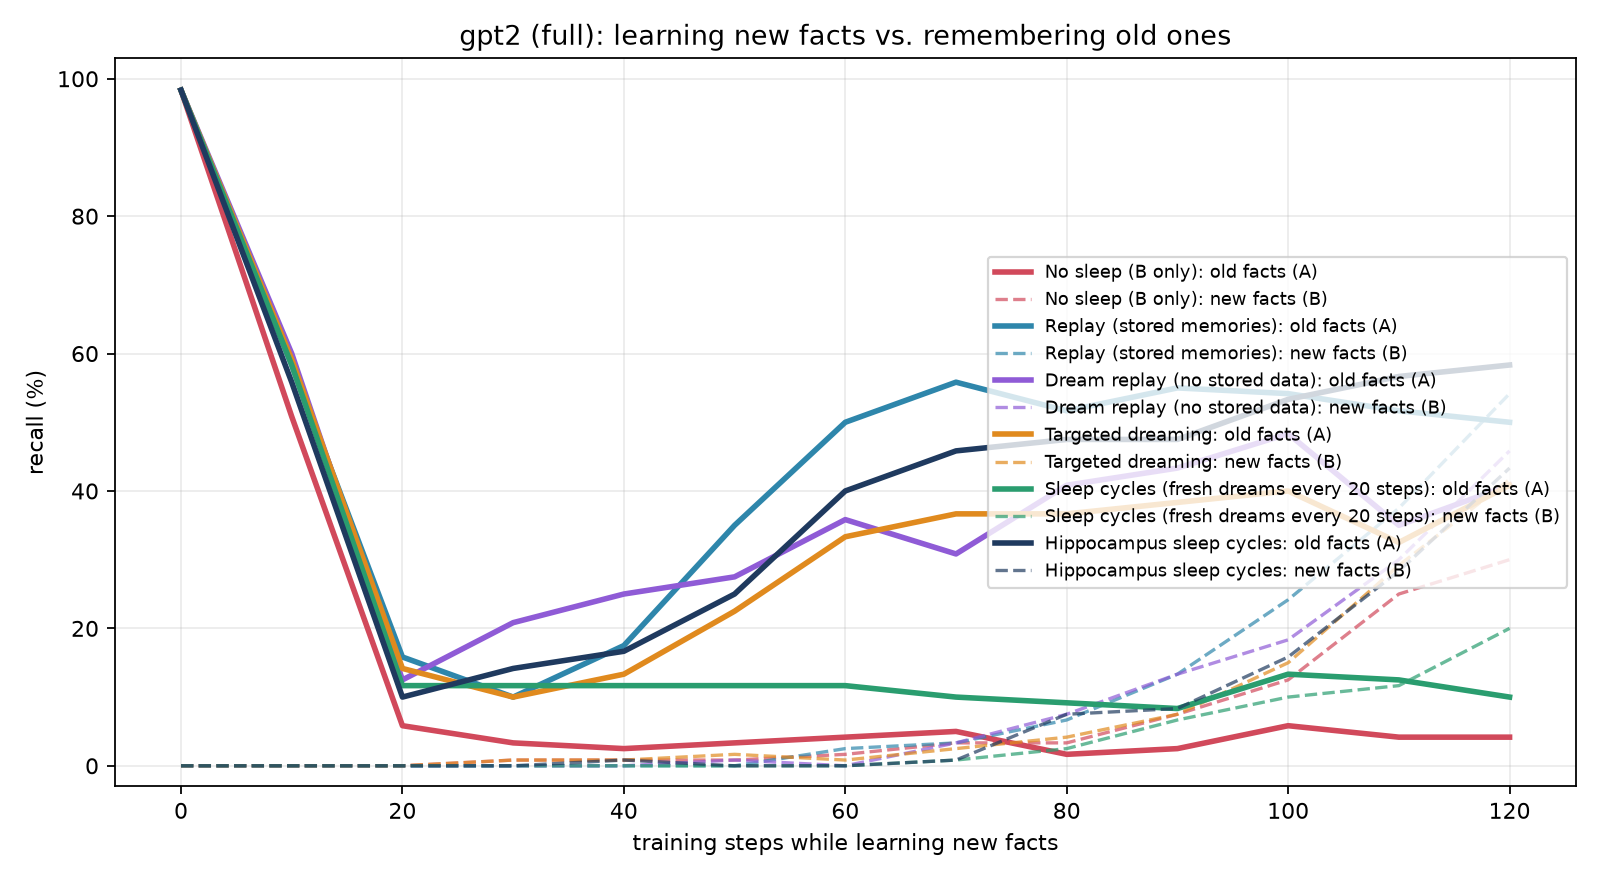 gpt2 (full): learning new facts vs. remembering old ones
100
80
60
40
20
0
recall (%)
No sleep (B only): old facts (A)
No sleep (B only): new facts (B)
Replay (stored memories): old facts (A)
Replay (stored memories): new facts (B)
Dream replay (no stored data): old facts (A)
Dream replay (no stored data): new facts (B)
Targeted dreaming: old facts (A)
Targeted dreaming: new facts (B)
Sleep cycles (fresh dreams every 20 steps): old facts (A)
Sleep cycles (fresh dreams every 20 steps): new facts (B)
Hippocampus sleep cycles: old facts (A)
Hippocampus sleep cycles: new facts (B)
0 20 40 60 80 100 120
training steps while learning new facts